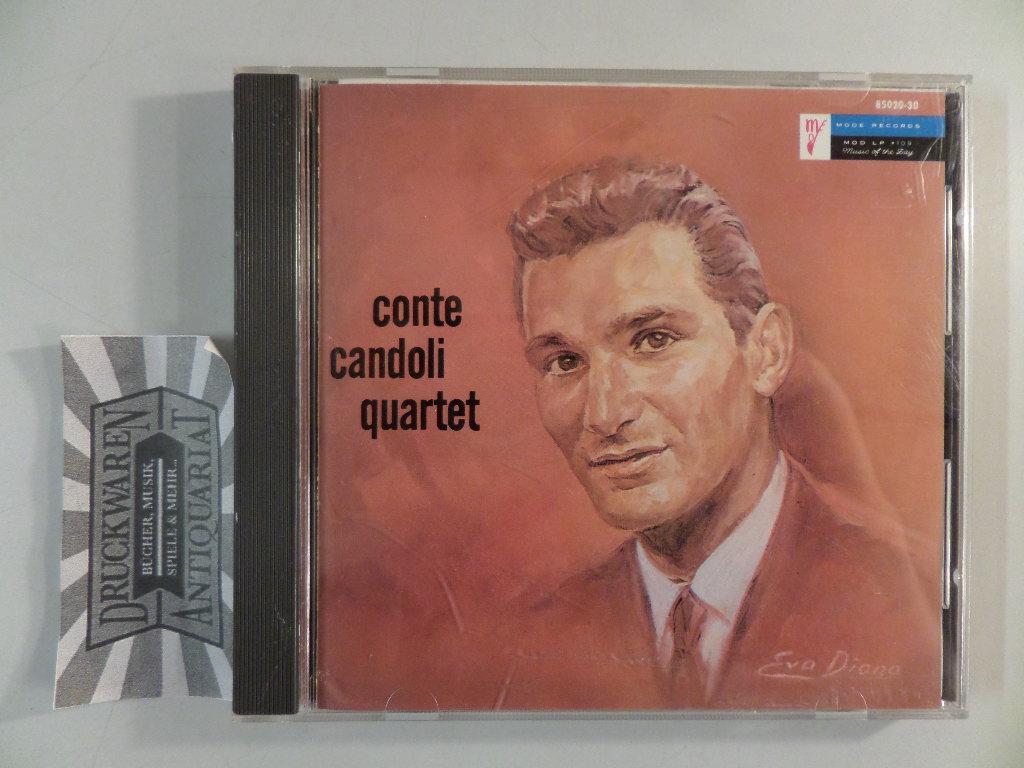 85020-30
MODE RECORDS
MOD LP #109
Music of the Day
conte
candoli
quartet
Eva Diana
DRUCKWAREN
BÜCHER, MUSIK,
SPIELE & MEHR...
ANTIQUARIAT